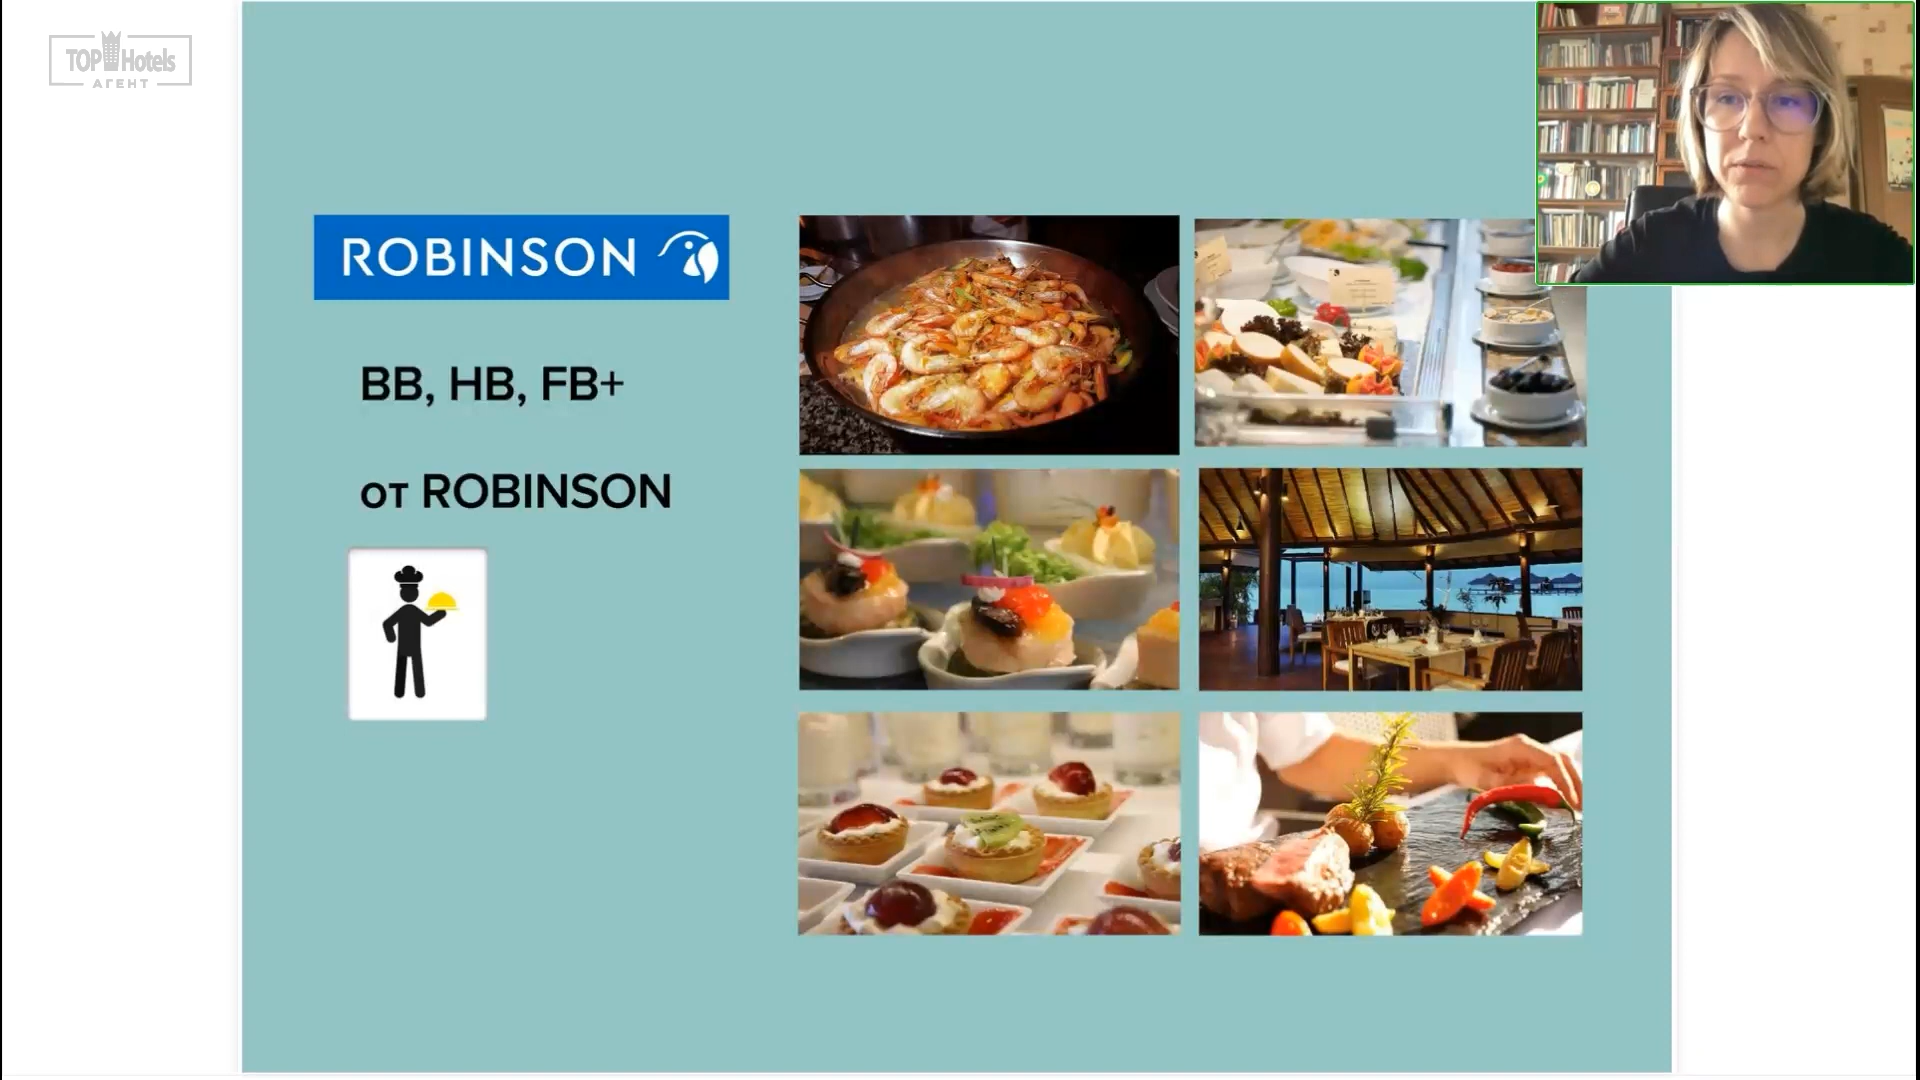 TOP Hotels
АГЕНТ
ROBINSON
BB, HB, FB+
от ROBINSON